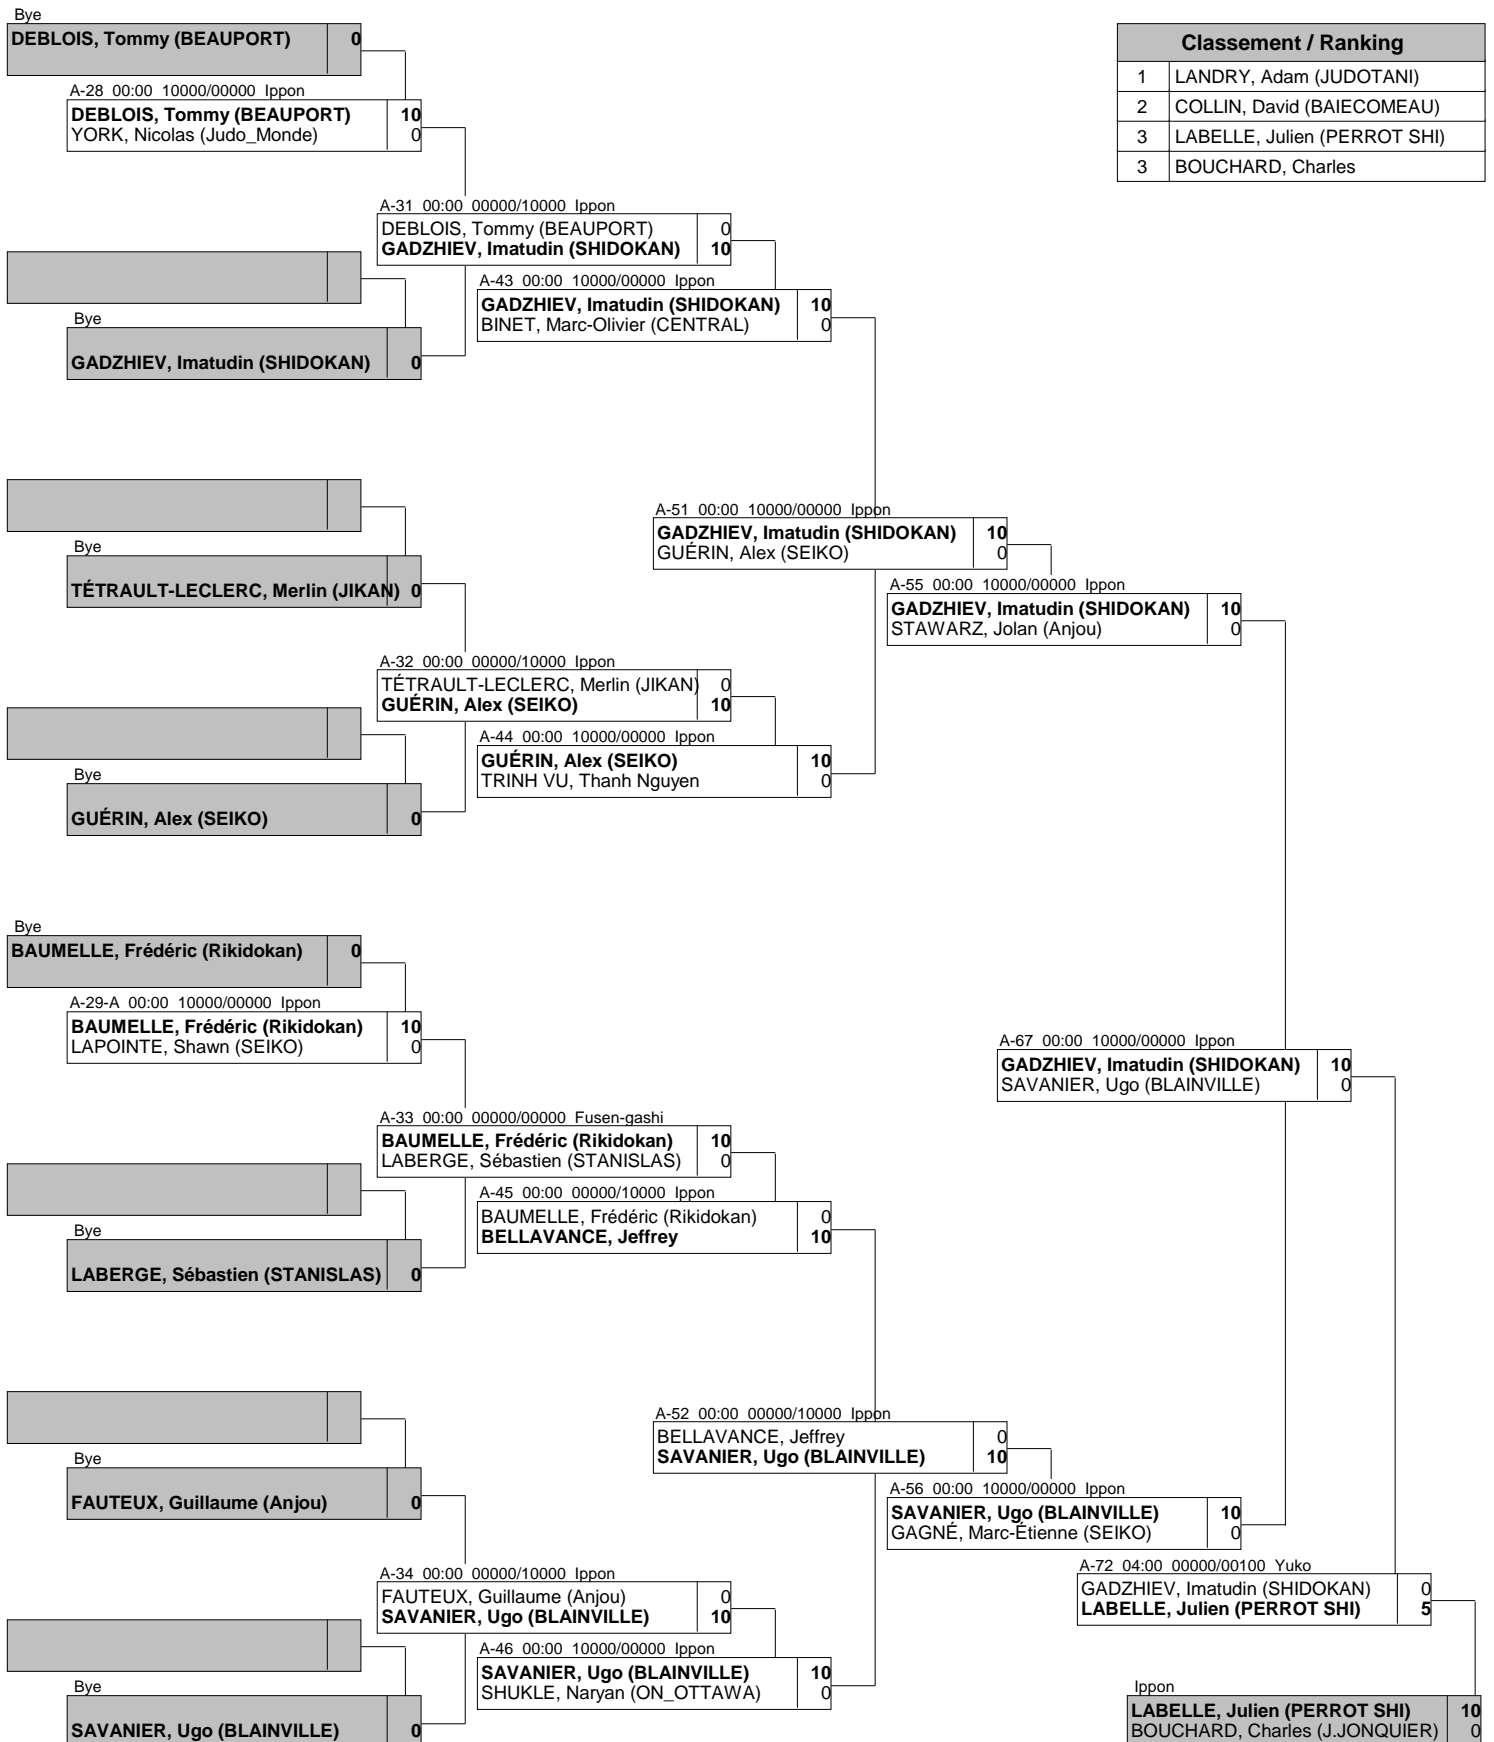 Bye
DEBLOIS, Tommy (BEAUPORT) 0
Classement / Ranking
1 LANDRY, Adam (JUDOTANI)
2 COLLIN, David (BAIECOMEAU)
3 LABELLE, Julien (PERROT SHI)
3 BOUCHARD, Charles
A-28 00:00 10000/00000 Ippon
DEBLOIS, Tommy (BEAUPORT) 10
YORK, Nicolas (Judo_Monde) 0
A-31 00:00 00000/10000 Ippon
DEBLOIS, Tommy (BEAUPORT) 0
GADZHIEV, Imatudin (SHIDOKAN) 10
A-43 00:00 10000/00000 Ippon
GADZHIEV, Imatudin (SHIDOKAN) 10
BINET, Marc-Olivier (CENTRAL) 0
Bye
GADZHIEV, Imatudin (SHIDOKAN) 0
A-51 00:00 10000/00000 Ippon
GADZHIEV, Imatudin (SHIDOKAN) 10
GUÉRIN, Alex (SEIKO) 0
Bye
TÉTRAULT-LECLERC, Merlin (JIKAN) 0
A-55 00:00 10000/00000 Ippon
GADZHIEV, Imatudin (SHIDOKAN) 10
STAWARZ, Jolan (Anjou) 0
A-32 00:00 00000/10000 Ippon
TÉTRAULT-LECLERC, Merlin (JIKAN) 0
GUÉRIN, Alex (SEIKO) 10
A-44 00:00 10000/00000 Ippon
GUÉRIN, Alex (SEIKO) 10
TRINH VU, Thanh Nguyen 0
Bye
GUÉRIN, Alex (SEIKO) 0
Bye
BAUMELLE, Frédéric (Rikidokan) 0
A-29-A 00:00 10000/00000 Ippon
BAUMELLE, Frédéric (Rikidokan) 10
LAPOINTE, Shawn (SEIKO) 0
A-67 00:00 10000/00000 Ippon
GADZHIEV, Imatudin (SHIDOKAN) 10
SAVANIER, Ugo (BLAINVILLE) 0
A-33 00:00 00000/00000 Fusen-gashi
BAUMELLE, Frédéric (Rikidokan) 10
LABERGE, Sébastien (STANISLAS) 0
A-45 00:00 00000/10000 Ippon
BAUMELLE, Frédéric (Rikidokan) 0
BELLAVANCE, Jeffrey 10
Bye
LABERGE, Sébastien (STANISLAS) 0
A-52 00:00 00000/10000 Ippon
BELLAVANCE, Jeffrey 0
SAVANIER, Ugo (BLAINVILLE) 10
Bye
FAUTEUX, Guillaume (Anjou) 0
A-56 00:00 10000/00000 Ippon
SAVANIER, Ugo (BLAINVILLE) 10
GAGNÉ, Marc-Étienne (SEIKO) 0
A-72 04:00 00000/00100 Yuko
GADZHIEV, Imatudin (SHIDOKAN) 0
LABELLE, Julien (PERROT SHI) 5
A-34 00:00 00000/10000 Ippon
FAUTEUX, Guillaume (Anjou) 0
SAVANIER, Ugo (BLAINVILLE) 10
A-46 00:00 10000/00000 Ippon
SAVANIER, Ugo (BLAINVILLE) 10
SHUKLE, Naryan (ON_OTTAWA) 0
Bye
SAVANIER, Ugo (BLAINVILLE) 0
Ippon
LABELLE, Julien (PERROT SHI) 10
BOUCHARD, Charles (J.JONQUIER) 0